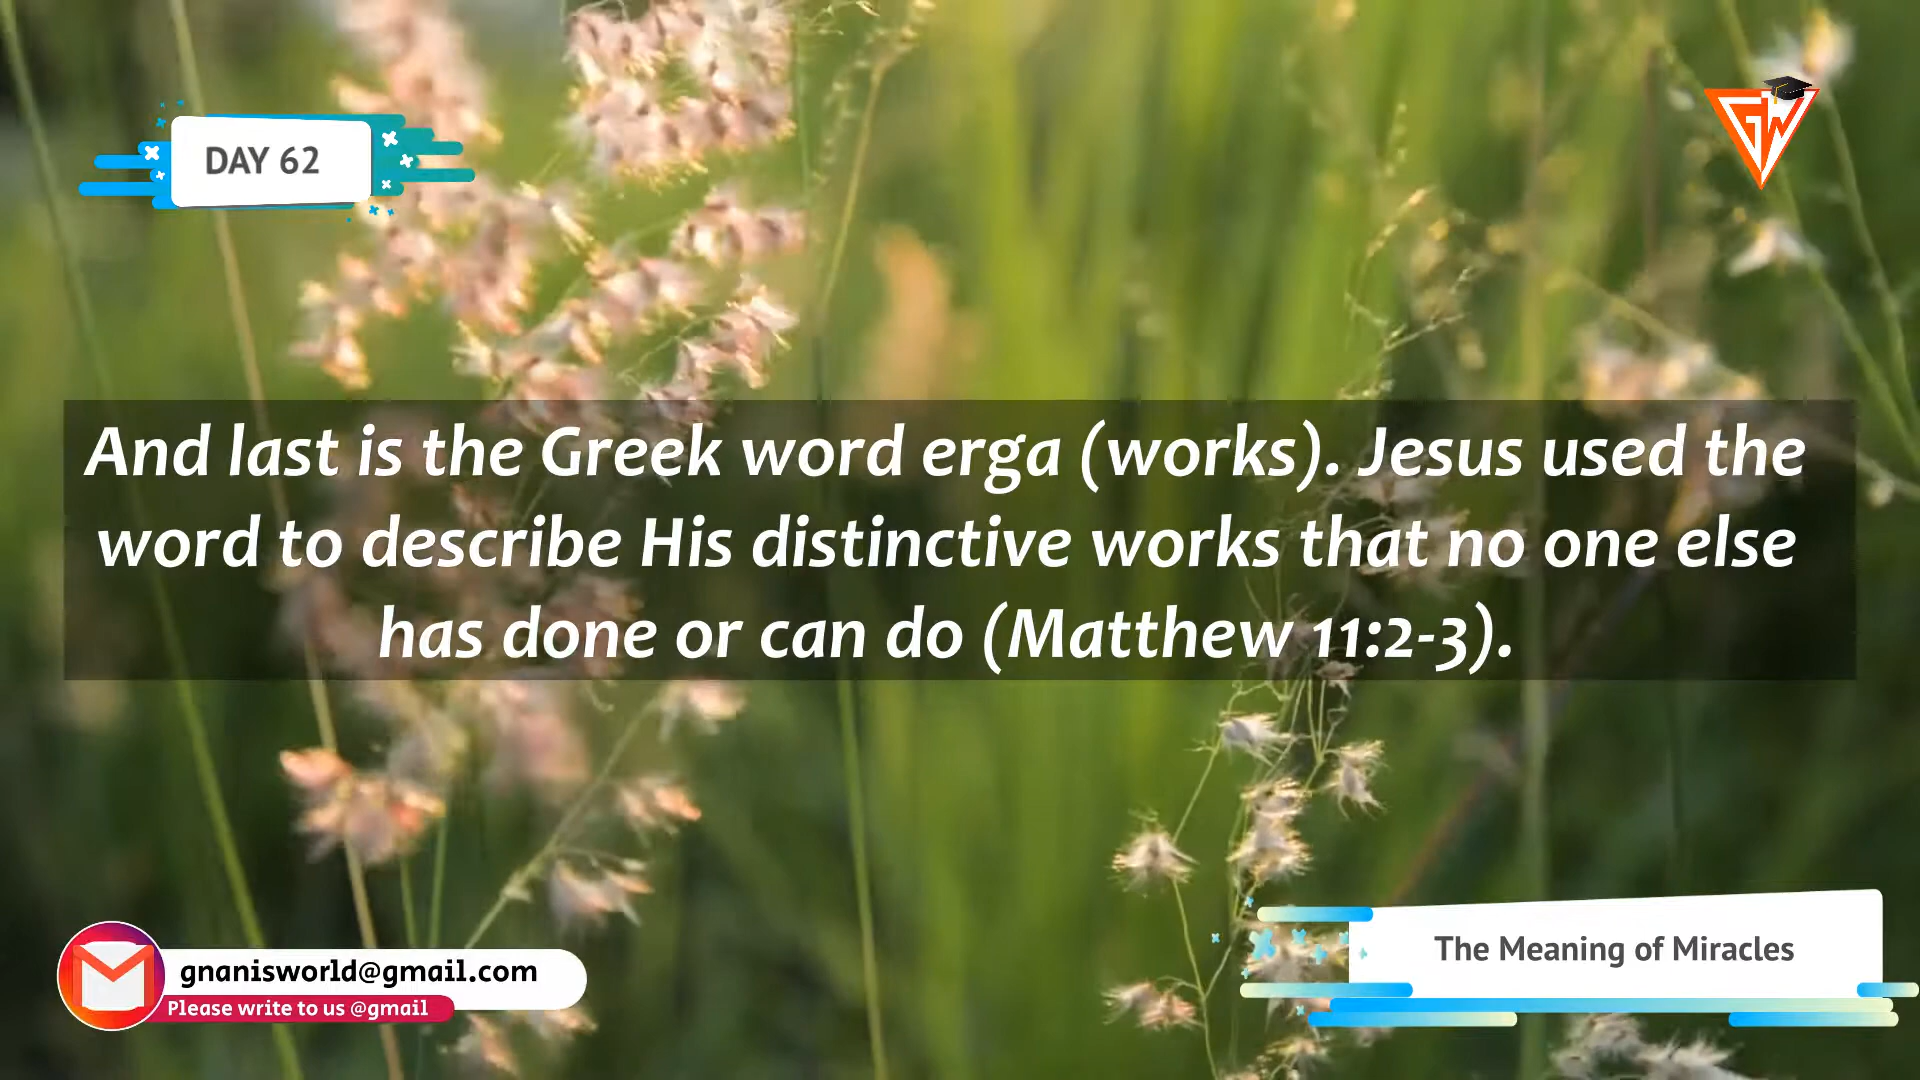 DAY 62
GW
And last is the Greek word erga (works). Jesus used the
word to describe His distinctive works that no one else
has done or can do (Matthew 11:2-3).
gnanisworld@gmail.com
Please write to us @gmail
The Meaning of Miracles